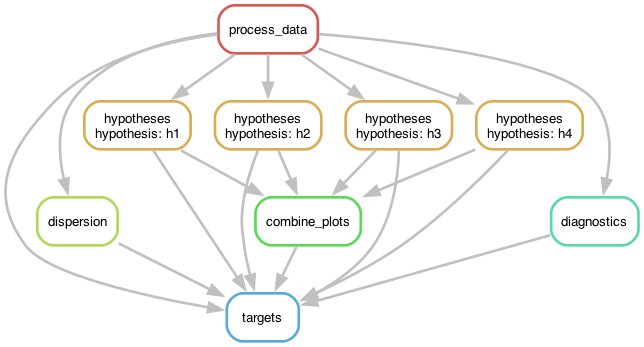 process_data
hypotheses
hypothesis: h1
hypotheses
hypothesis: h2
hypotheses
hypothesis: h3
hypotheses
hypothesis: h4
dispersion
combine_plots
diagnostics
targets